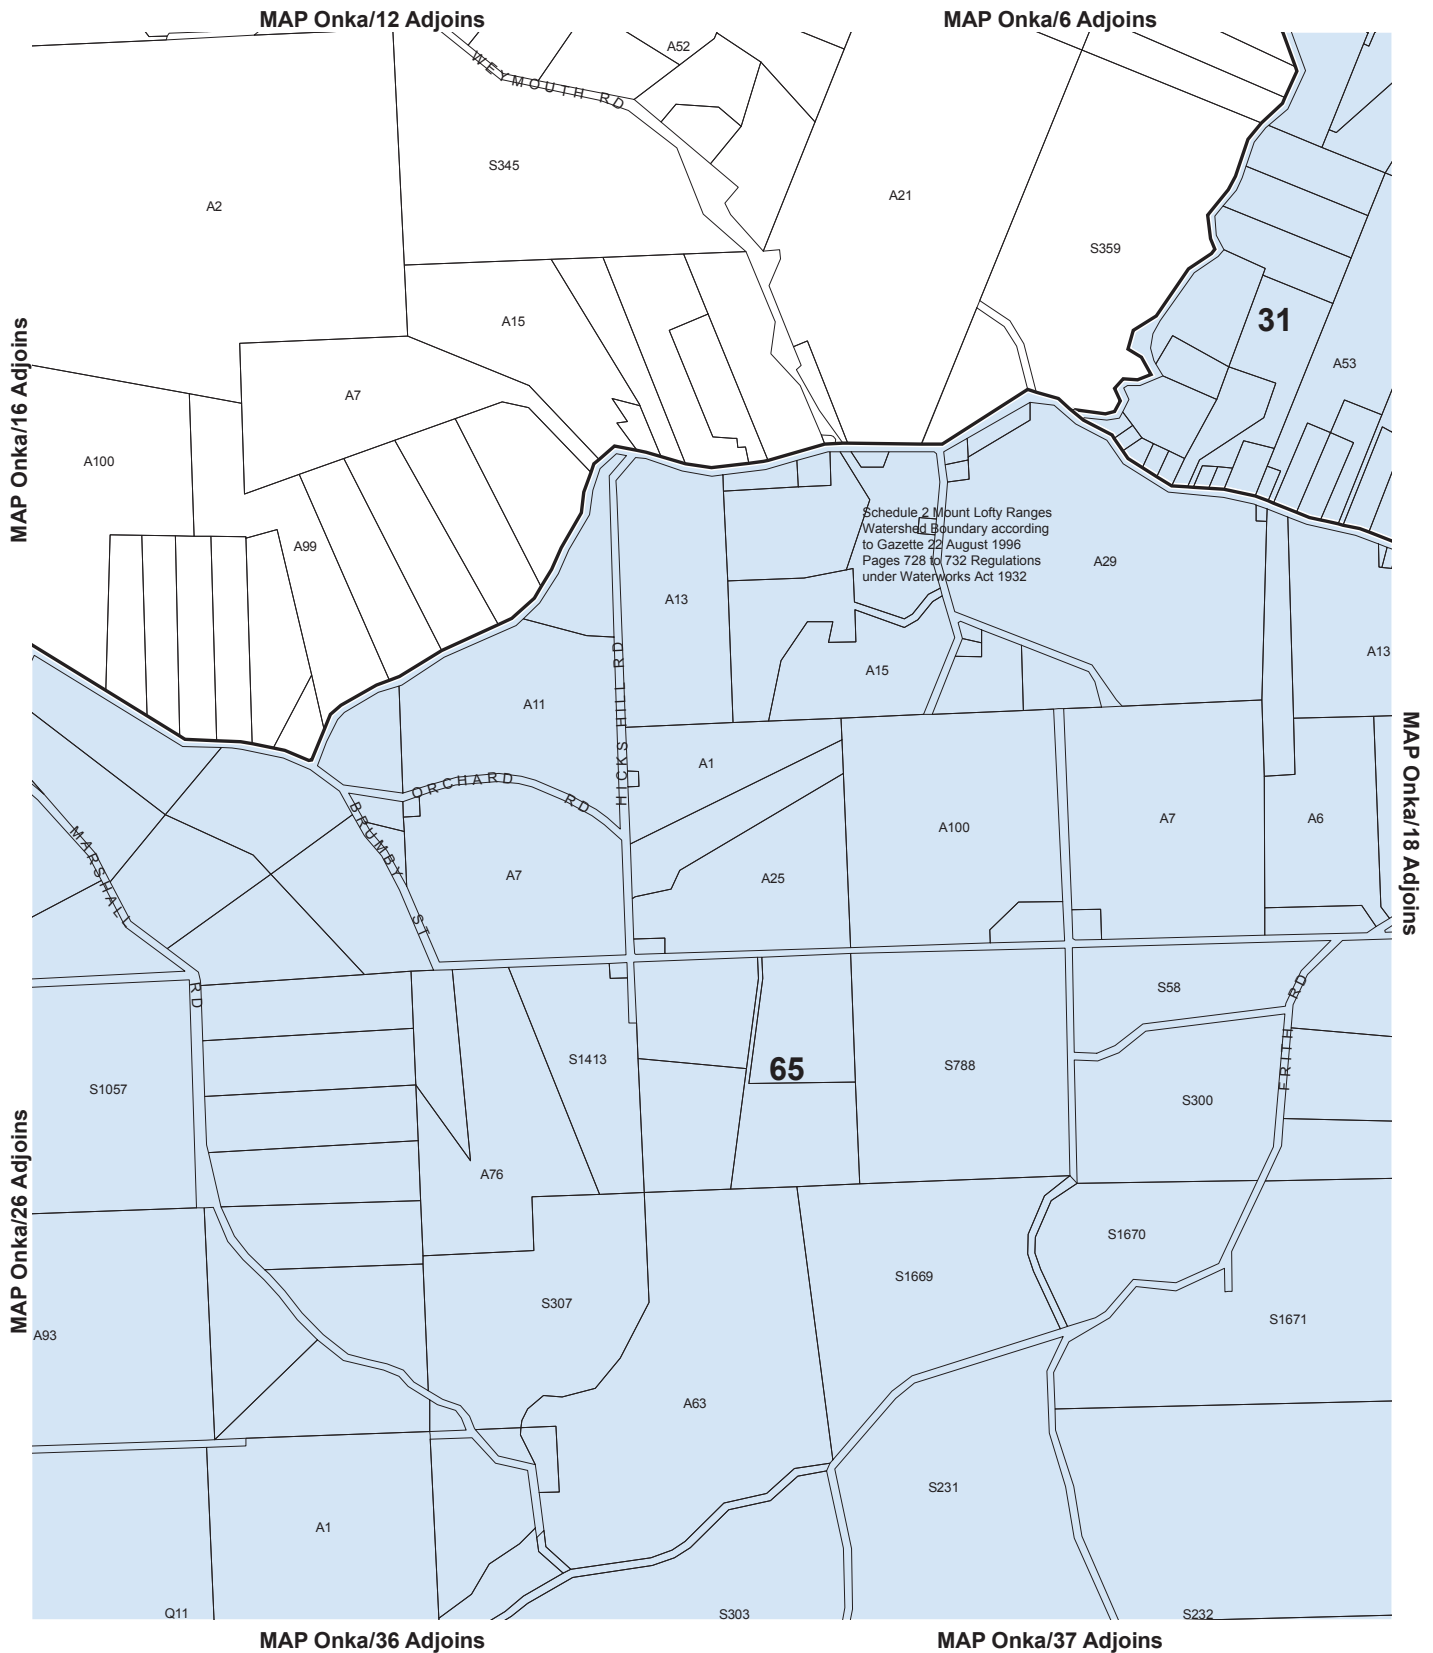 MAP Onka/12 Adjoins
MAP Onka/6 Adjoins
A52
WEYMOUTH RD
S345
A21
A2
S359
A15
31
A53
A7
MAP Onka/16 Adjoins
A100
A99
Schedule 2 Mount Lofty Ranges
Watershed Boundary according
to Gazette 22 August 1996
Pages 728 to 732 Regulations
under Waterworks Act 1932
A29
A13
A13
A15
A11
HICKS HILL RD
A1
ORCHARD RD
BRUMBY ST
A100
A7
A6
MAP Onka/18 Adjoins
MARSHALL RD
A7
A25
S58
FRITH RD
S1413
65
S788
S1057
S300
A76
MAP Onka/26 Adjoins
S1670
S1669
S307
S1671
A93
A63
S231
A1
Q11
S303
S232
MAP Onka/36 Adjoins
MAP Onka/37 Adjoins